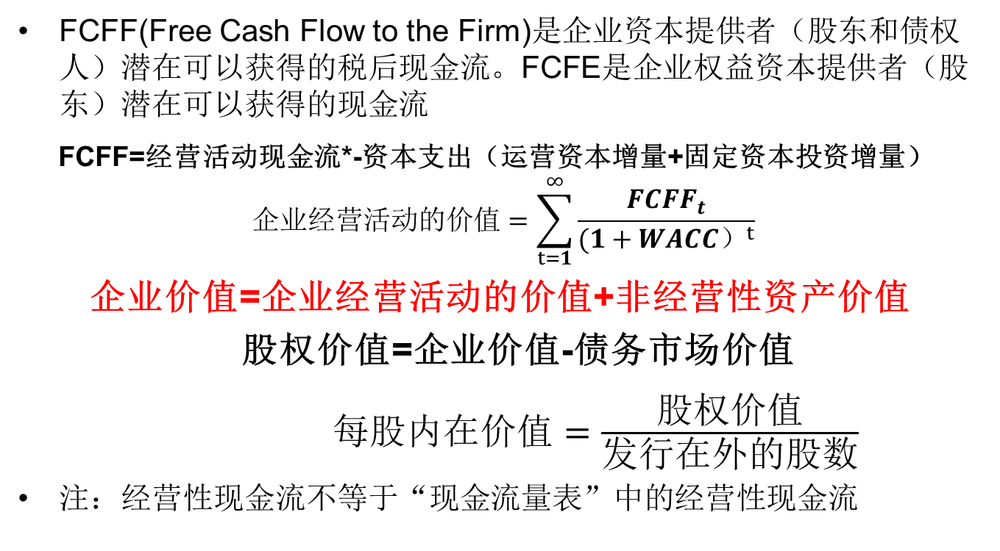 • FCFF(Free Cash Flow to the Firm)是企业资本提供者（股东和债权
人）潜在可以获得的税后现金流。FCFE是企业权益资本提供者（股
东）潜在可以获得的现金流
FCFF=经营活动现金流*-资本支出（运营资本增量+固定资本投资增量）
企业经营活动的价值 = ∑_{t=1}^{∞} FCFF_t / (1 + WACC）^t
企业价值=企业经营活动的价值+非经营性资产价值
股权价值=企业价值-债务市场价值
每股内在价值 = 股权价值 / 发行在外的股数
• 注：经营性现金流不等于“现金流量表”中的经营性现金流